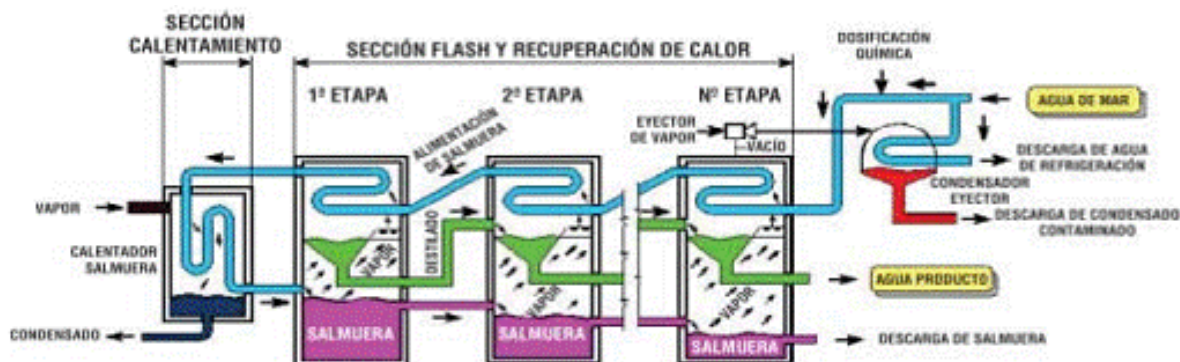 SECCIÓN
CALENTAMIENTO
SECCIÓN FLASH Y RECUPERACIÓN DE CALOR
DOSIFICACIÓN
QUÍMICA
1ª ETAPA
2ª ETAPA
Nº ETAPA
AGUA DE MAR
EYECTOR
DE VAPOR
VACÍO
ALIMENTACIÓN
DE SALMUERA
DESCARGA DE AGUA
DE REFRIGERACIÓN
CONDENSADOR
EYECTOR
DESCARGA DE CONDENSADO
CONTAMINADO
VAPOR
CALENTADOR
SALMUERA
DESTILADO
VAPOR
VAPOR
VAPOR
AGUA PRODUCTO
CONDENSADO
SALMUERA
SALMUERA
SALMUERA
DESCARGA DE SALMUERA